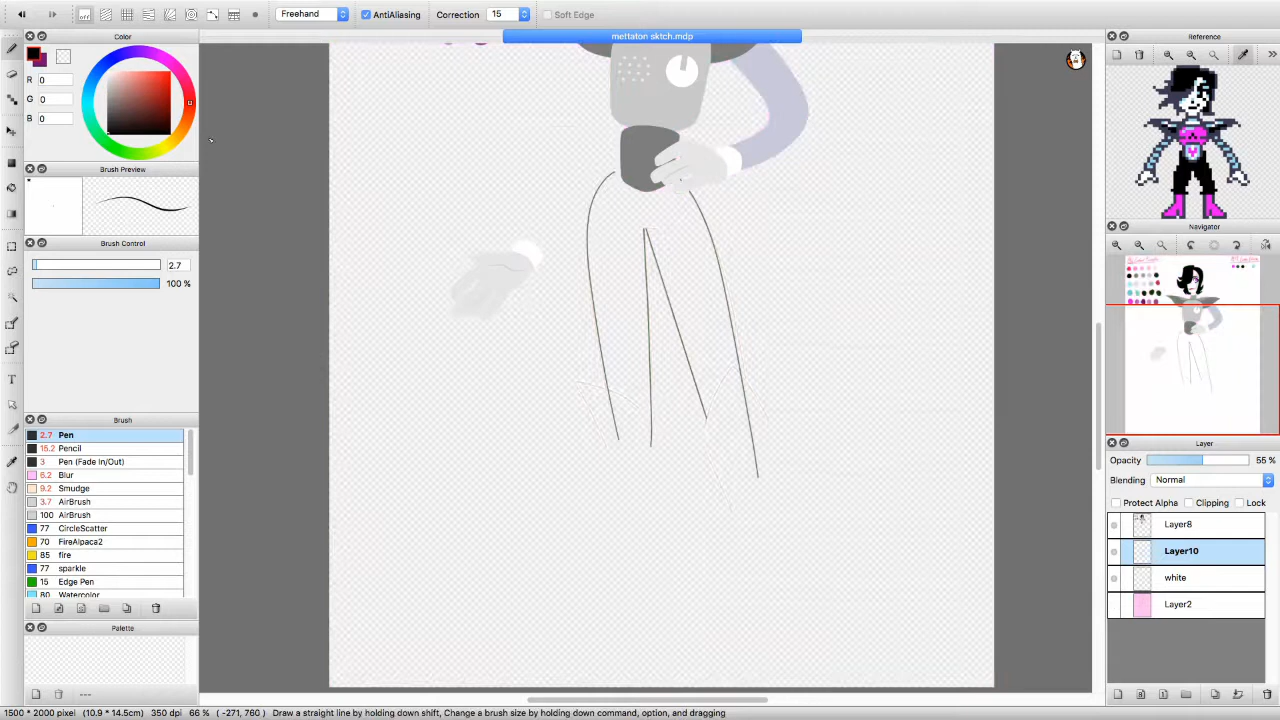 Freehand
AntiAliasing
Correction
15
Soft Edge
mettaton sktch.mdp
Color
R
0
G
0
B
0
Brush Preview
Brush Control
2.7
100 %
Brush
2.7 Pen
15.2 Pencil
3 Pen (Fade In/Out)
6.2 Blur
9.2 Smudge
3.7 AirBrush
100 AirBrush
77 CircleScatter
70 FireAlpaca2
85 fire
77 sparkle
15 Edge Pen
80 Watercolor
Palette
---
Reference
Navigator
Layer
Opacity
55 %
Blending
Normal
Protect Alpha
Clipping
Lock
Layer8
Layer10
white
Layer2
1500 * 2000 pixel (10.9 * 14.5cm) 350 dpi 66 % (-271, 760) Draw a straight line by holding down shift, Change a brush size by holding down command, option, and dragging